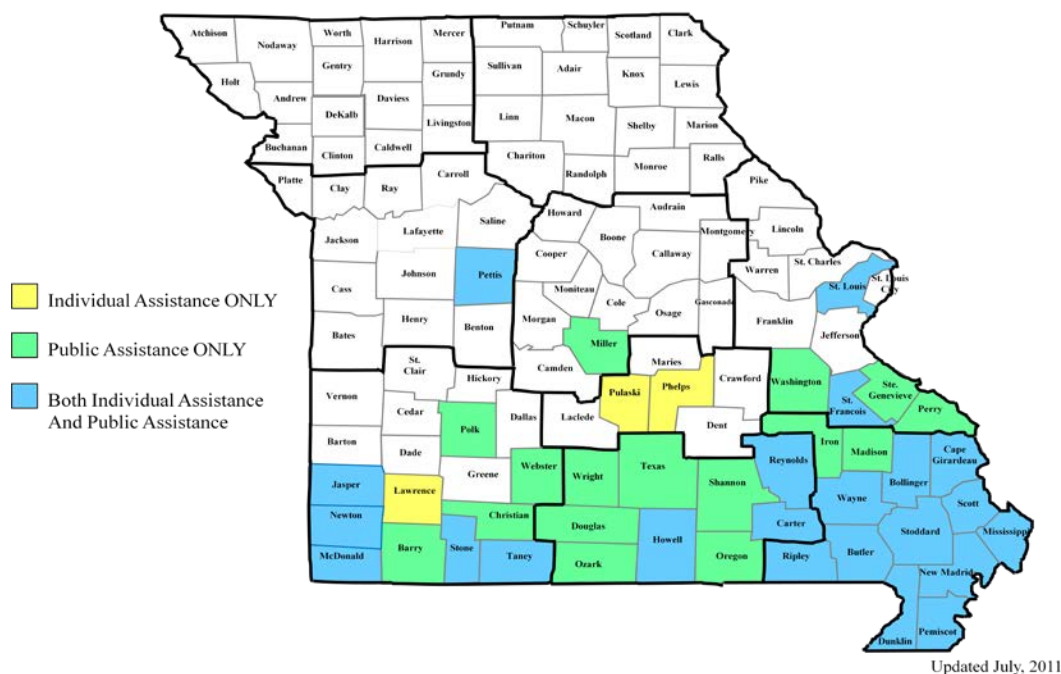 Atchison
Nodaway
Worth
Harrison
Mercer
Putnam
Schuyler
Scotland
Clark
Gentry
Sullivan
Adair
Knox
Holt
Grundy
Lewis
Andrew
DeKalb
Daviess
Livingston
Linn
Macon
Shelby
Marion
Buchanan
Clinton
Caldwell
Chariton
Randolph
Monroe
Ralls
Platte
Clay
Ray
Carroll
Pike
Saline
Howard
Audrain
Jackson
Lafayette
Boone
Callaway
Montgomery
Lincoln
Cooper
Johnson
Pettis
Warren
St. Charles
St. Louis
St. Louis
City
Cass
Moniteau
Cole
Osage
Gasconade
Henry
Benton
Morgan
Franklin
Jefferson
Bates
Miller
Individual Assistance ONLY
Public Assistance ONLY
Both Individual Assistance
And Public Assistance
St.
Clair
Hickory
Camden
Maries
Crawford
Washington
Ste.
Genevieve
Vernon
Pulaski
Phelps
St.
Francois
Perry
Cedar
Dallas
Laclede
Dent
Barton
Polk
Iron
Madison
Dade
Greene
Webster
Wright
Texas
Reynolds
Cape
Girardeau
Jasper
Lawrence
Shannon
Bollinger
Wayne
Scott
Newton
Christian
Douglas
Carter
Stoddard
Mississippi
McDonald
Barry
Stone
Taney
Ozark
Howell
Oregon
Ripley
Butler
New Madrid
Dunklin
Pemiscot
Updated July, 2011